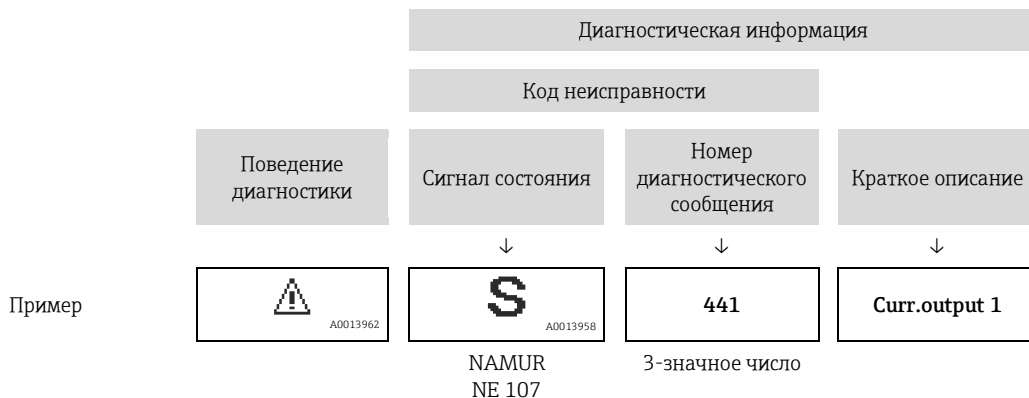 Диагностическая информация
Код неисправности
Поведение
диагностики
Сигнал состояния
Номер
диагностического
сообщения
Краткое описание
↓
↓
↓
Пример
A0013962
S
A0013958
441
Curr.output 1
NAMUR
NE 107
3-значное число